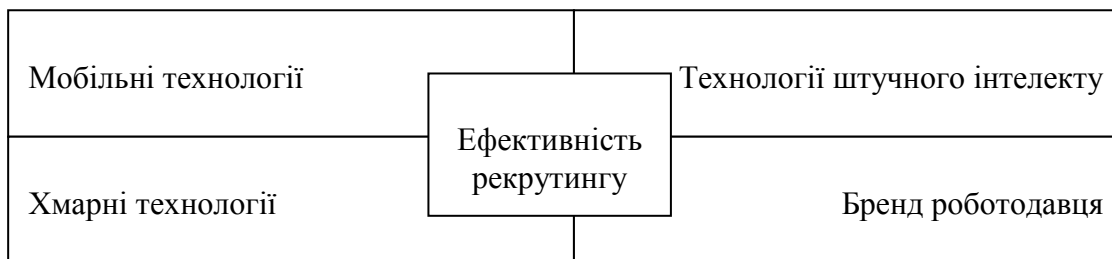 Мобільні технології
Технології штучного інтелекту
Ефективність
рекрутингу
Хмарні технології
Бренд роботодавця